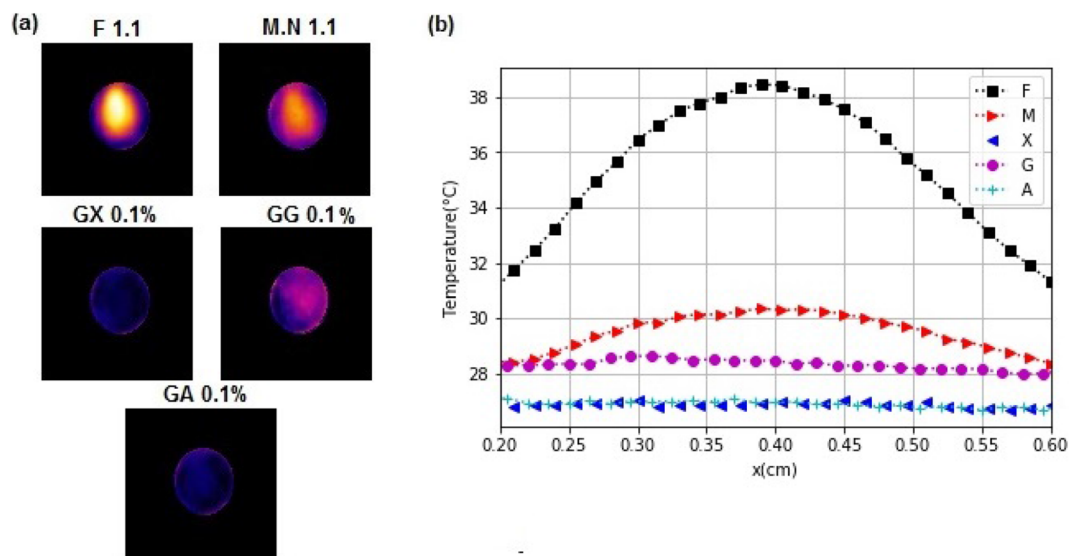 (a)
F 1.1
M.N 1.1
GX 0.1%
GG 0.1%
GA 0.1%
(b)
Temperature(°C)
38
36
34
32
30
28
F
M
X
G
A
0.20 0.25 0.30 0.35 0.40 0.45 0.50 0.55 0.60
x(cm)
-